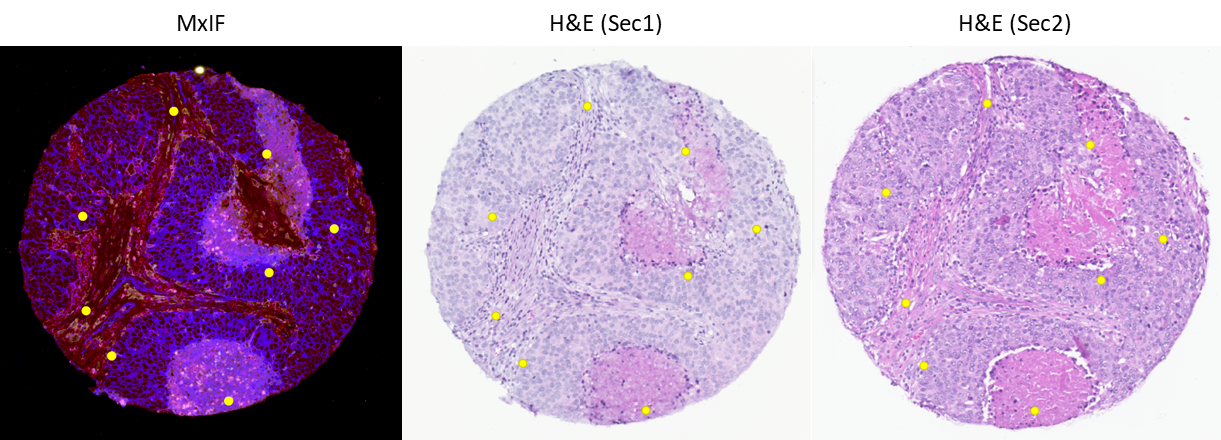 MxIF
H&E (Sec1)
H&E (Sec2)